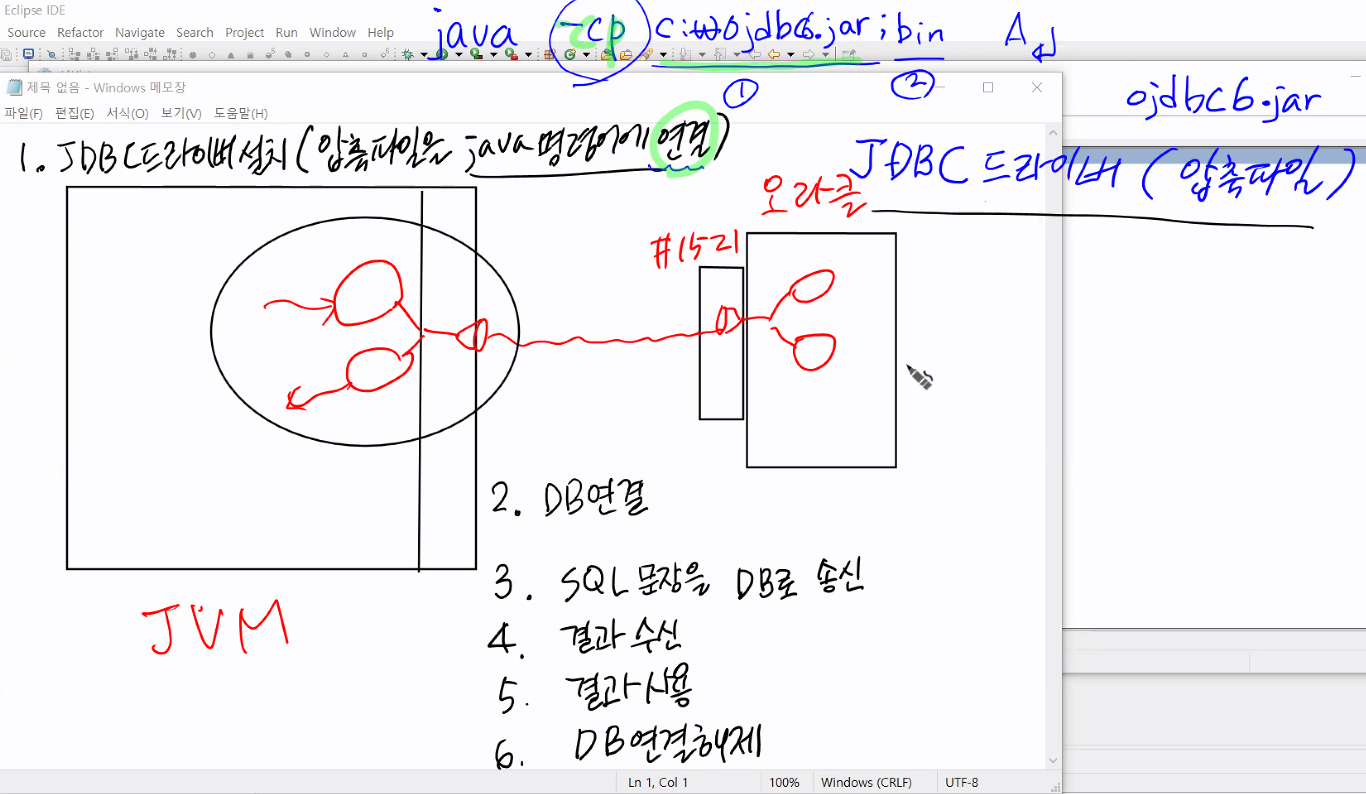 Eclipse IDE
Source Refactor Navigate Search Project Run Window Help
java -cp c:\ojdbc6.jar;bin A
① ②
제목 없음 - Windows 메모장
파일(F) 편집(E) 서식(O) 보기(V) 도움말(H)
ojdbc6.jar
1. JDBC드라이버설치(압축파일을 java명령어에 연결)
JDBC 드라이버 (압축파일)
오라클
#1521
2. DB연결
3. SQL 문장을 DB로 송신
JVM
4. 결과 수신
5. 결과사용
6. DB연결해제
Ln 1, Col 1 100% Windows (CRLF) UTF-8